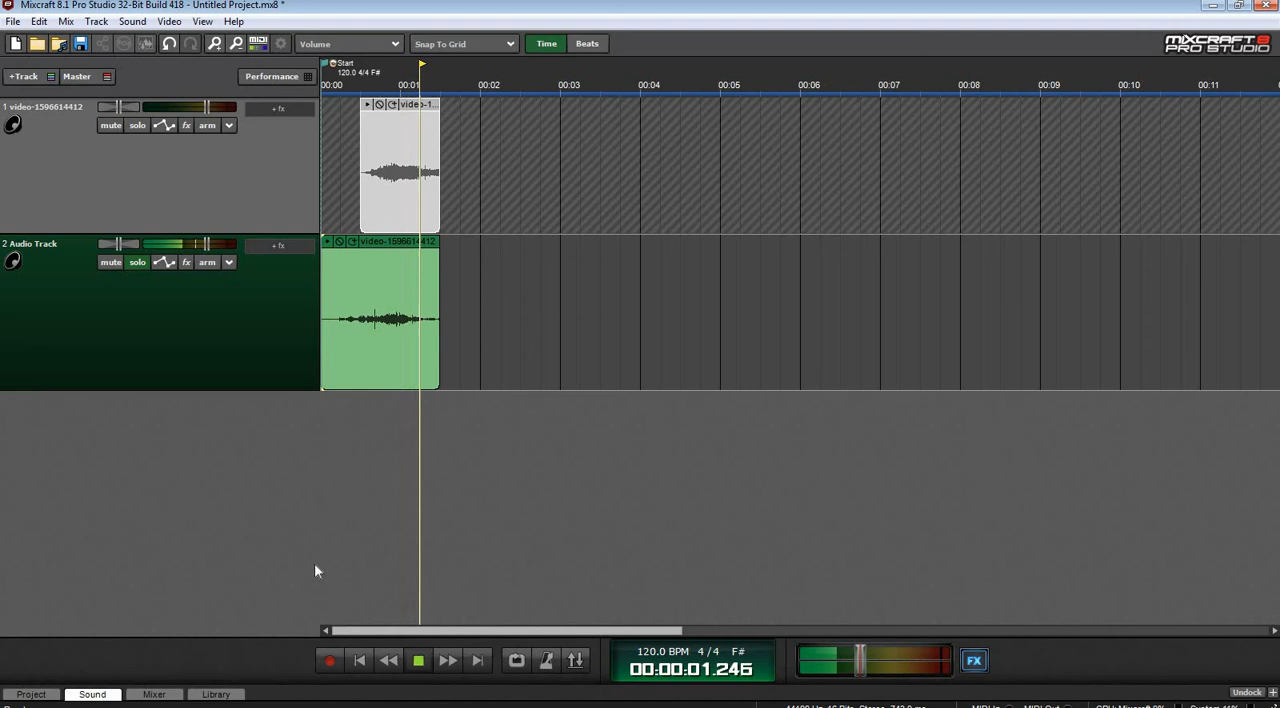 Mixcraft 8.1 Pro Studio 32-Bit Build 418 - Untitled Project.mx8 *
File Edit Mix Track Sound Video View Help
Volume Snap To Grid Time Beats MIXCRAFT 8 PRO STUDIO
+Track Master Performance
Start
120.0 4/4 F#
00:00 00:01 00:02 00:03 00:04 00:05 00:06 00:07 00:08 00:09 00:10 00:11
1 video-1596614412 + fx video-1...
mute solo fx arm
2 Audio Track + fx video-1596614412
mute solo fx arm
120.0 BPM 4 / 4 F#
00:00:01.246
FX
Project Sound Mixer Library Undock